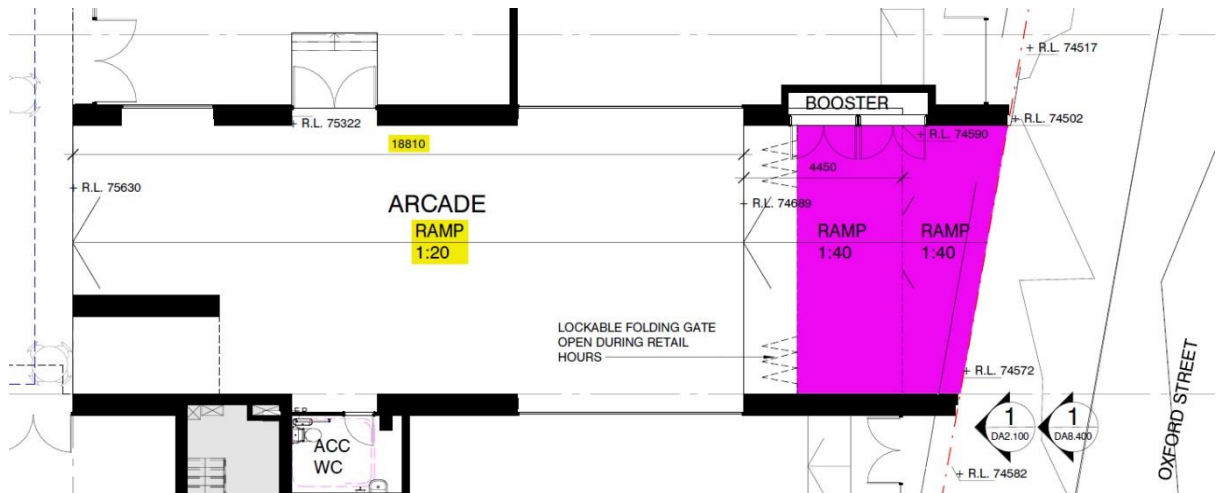 + R.L. 74517
BOOSTER
+ R.L. 74502
+ R.L. 75322
+ R.L. 74590
18810
4450
+ R.L. 75630
+ R.L. 74689
ARCADE
RAMP
1:20
RAMP
1:40
RAMP
1:40
LOCKABLE FOLDING GATE
OPEN DURING RETAIL
HOURS
+ R.L. 74572
1
DA2.100
1
DA8.400
OXFORD STREET
ACC
WC
+ R.L. 74582